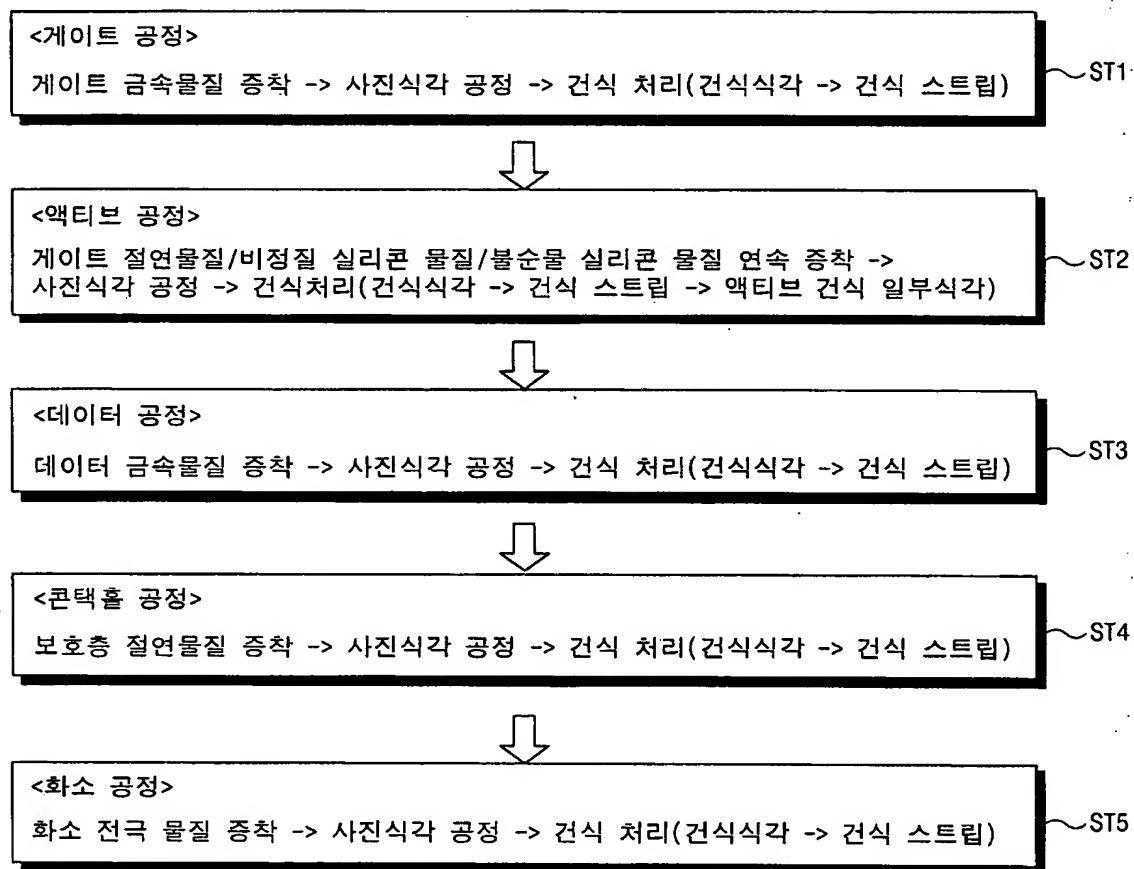 <게이트 공정>
게이트 금속물질 증착 -> 사진식각 공정 -> 건식 처리(건식식각 -> 건식 스트립)
ST1
<액티브 공정>
게이트 절연물질/비정질 실리콘 물질/불순물 실리콘 물질 연속 증착 ->
사진식각 공정 -> 건식처리(건식식각 -> 건식 스트립 -> 액티브 건식 일부식각)
ST2
<데이터 공정>
데이터 금속물질 증착 -> 사진식각 공정 -> 건식 처리(건식식각 -> 건식 스트립)
ST3
<콘택홀 공정>
보호층 절연물질 증착 -> 사진식각 공정 -> 건식 처리(건식식각 -> 건식 스트립)
ST4
<화소 공정>
화소 전극 물질 증착 -> 사진식각 공정 -> 건식 처리(건식식각 -> 건식 스트립)
ST5